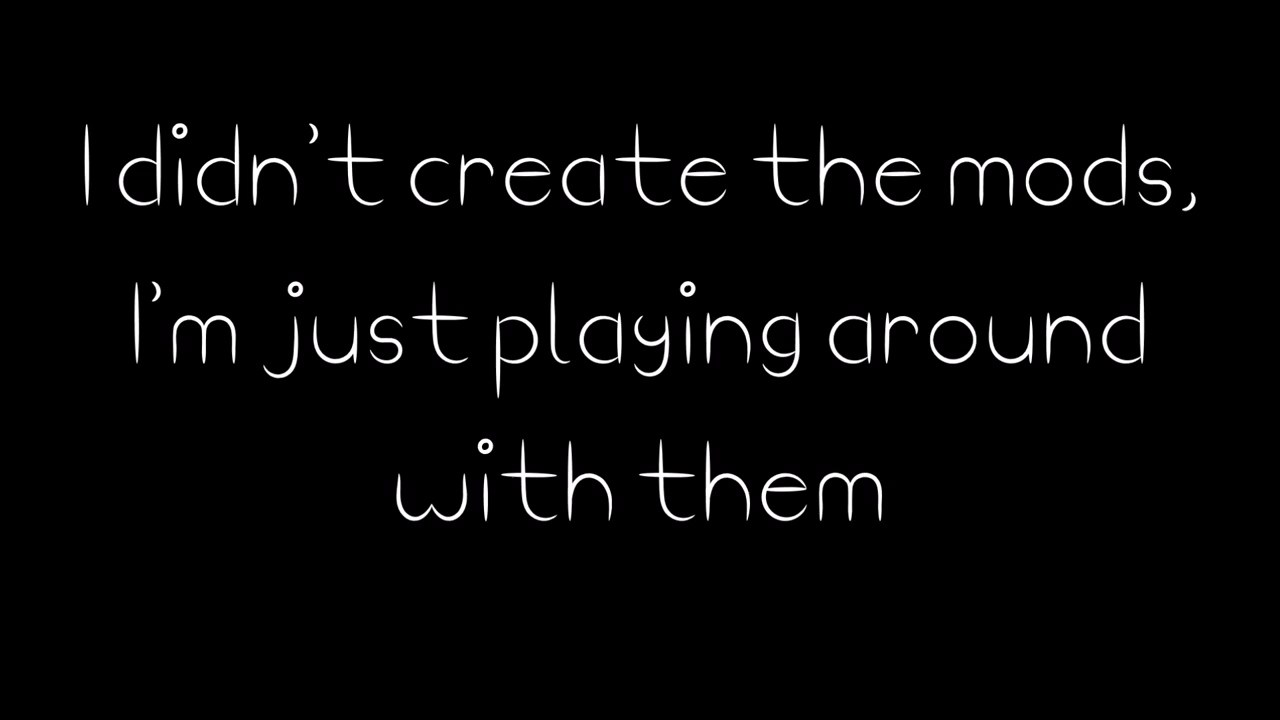 I didn't create the mods,
I'm just playing around
with them